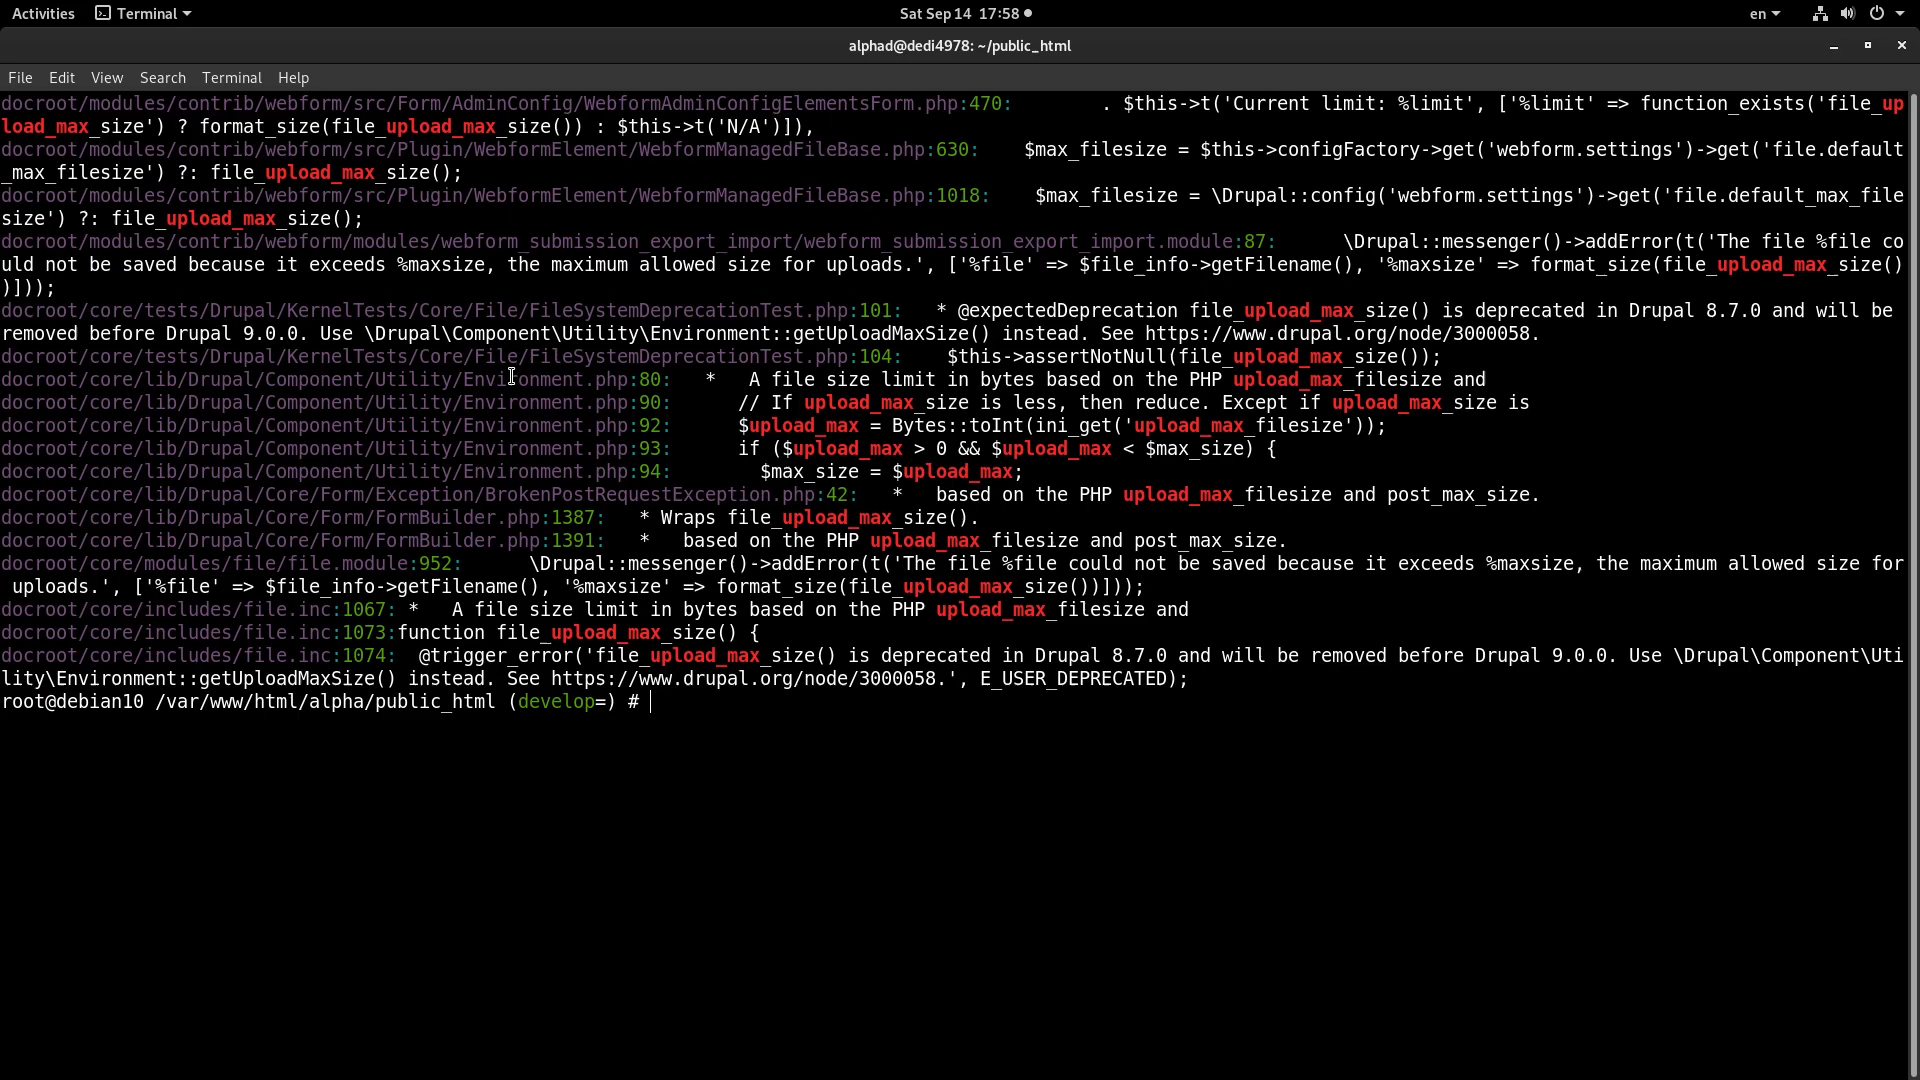 Activities Terminal Sat Sep 14 17:58 en
alphad@dedi4978: ~/public_html
File Edit View Search Terminal Help
docroot/modules/contrib/webform/src/Form/AdminConfig/WebformAdminConfigElementsForm.php:470:        . $this->t('Current limit: %limit', ['%limit' => function_exists('file_up
load_max_size') ? format_size(file_upload_max_size()) : $this->t('N/A')]),
docroot/modules/contrib/webform/src/Plugin/WebformElement/WebformManagedFileBase.php:630:    $max_filesize = $this->configFactory->get('webform.settings')->get('file.default
_max_filesize') ?: file_upload_max_size();
docroot/modules/contrib/webform/src/Plugin/WebformElement/WebformManagedFileBase.php:1018:    $max_filesize = \Drupal::config('webform.settings')->get('file.default_max_file
size') ?: file_upload_max_size();
docroot/modules/contrib/webform/modules/webform_submission_export_import/webform_submission_export_import.module:87:      \Drupal::messenger()->addError(t('The file %file co
uld not be saved because it exceeds %maxsize, the maximum allowed size for uploads.', ['%file' => $file_info->getFilename(), '%maxsize' => format_size(file_upload_max_size()
)]));
docroot/core/tests/Drupal/KernelTests/Core/File/FileSystemDeprecationTest.php:101:   * @expectedDeprecation file_upload_max_size() is deprecated in Drupal 8.7.0 and will be
removed before Drupal 9.0.0. Use \Drupal\Component\Utility\Environment::getUploadMaxSize() instead. See https://www.drupal.org/node/3000058.
docroot/core/tests/Drupal/KernelTests/Core/File/FileSystemDeprecationTest.php:104:    $this->assertNotNull(file_upload_max_size());
docroot/core/lib/Drupal/Component/Utility/Environment.php:80:   *   A file size limit in bytes based on the PHP upload_max_filesize and
docroot/core/lib/Drupal/Component/Utility/Environment.php:90:      // If upload_max_size is less, then reduce. Except if upload_max_size is
docroot/core/lib/Drupal/Component/Utility/Environment.php:92:      $upload_max = Bytes::toInt(ini_get('upload_max_filesize'));
docroot/core/lib/Drupal/Component/Utility/Environment.php:93:      if ($upload_max > 0 && $upload_max < $max_size) {
docroot/core/lib/Drupal/Component/Utility/Environment.php:94:        $max_size = $upload_max;
docroot/core/lib/Drupal/Core/Form/Exception/BrokenPostRequestException.php:42:   *   based on the PHP upload_max_filesize and post_max_size.
docroot/core/lib/Drupal/Core/Form/FormBuilder.php:1387:   * Wraps file_upload_max_size().
docroot/core/lib/Drupal/Core/Form/FormBuilder.php:1391:   *   based on the PHP upload_max_filesize and post_max_size.
docroot/core/modules/file/file.module:952:      \Drupal::messenger()->addError(t('The file %file could not be saved because it exceeds %maxsize, the maximum allowed size for
 uploads.', ['%file' => $file_info->getFilename(), '%maxsize' => format_size(file_upload_max_size())]));
docroot/core/includes/file.inc:1067: *   A file size limit in bytes based on the PHP upload_max_filesize and
docroot/core/includes/file.inc:1073:function file_upload_max_size() {
docroot/core/includes/file.inc:1074:  @trigger_error('file_upload_max_size() is deprecated in Drupal 8.7.0 and will be removed before Drupal 9.0.0. Use \Drupal\Component\Uti
lity\Environment::getUploadMaxSize() instead. See https://www.drupal.org/node/3000058.', E_USER_DEPRECATED);
root@debian10 /var/www/html/alpha/public_html (develop=) #